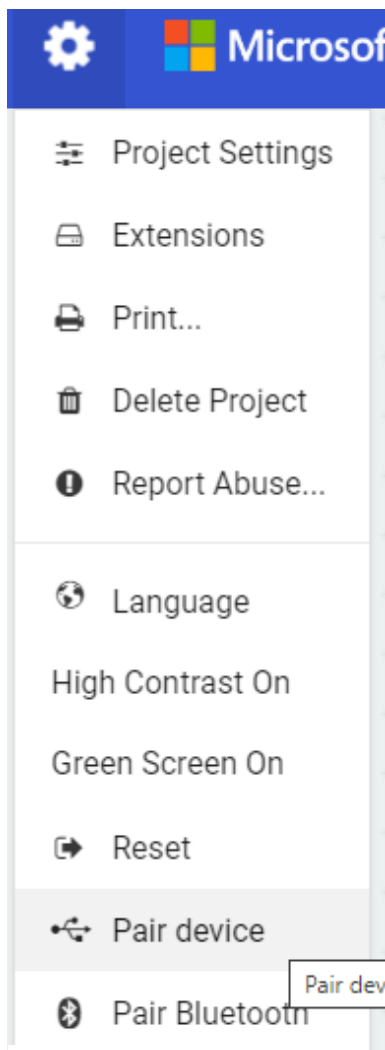 Microsof
Project Settings
Extensions
Print...
Delete Project
Report Abuse...
Language
High Contrast On
Green Screen On
Reset
Pair device
Pair dev
Pair Bluetooth